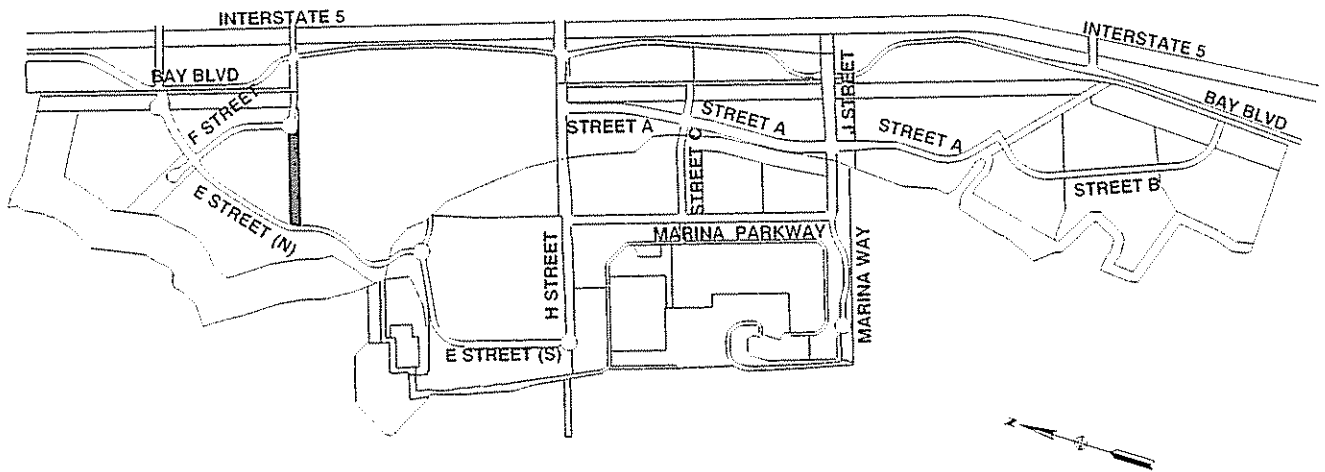 INTERSTATE 5
INTERSTATE 5
BAY BLVD
BAY BLVD
F STREET
J STREET
STREET A
STREET A
STREET A
STREET C
STREET B
E STREET (N)
MARINA PARKWAY
H STREET
MARINA WAY
E STREET (S)
Z